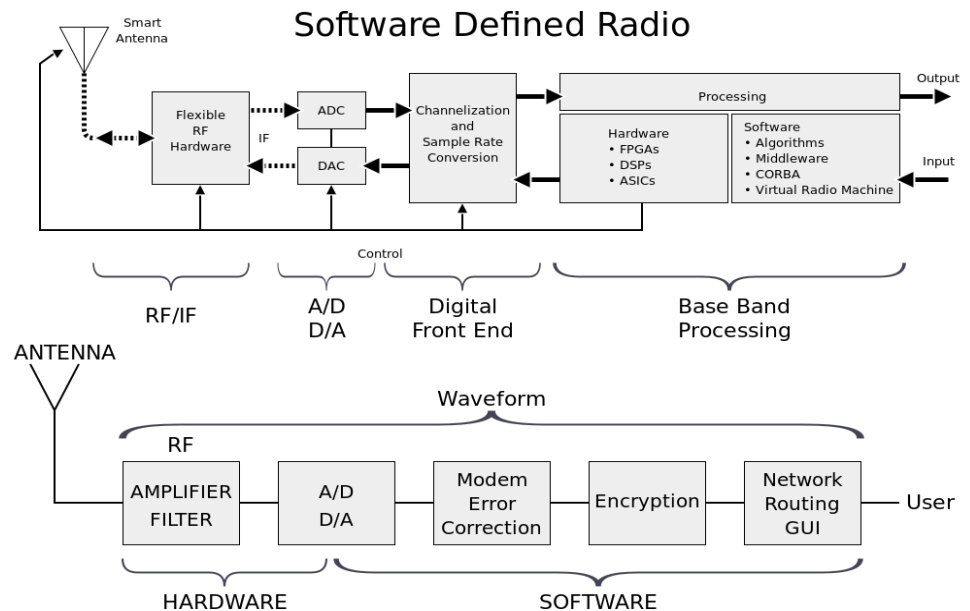 Software Defined Radio
Smart
Antenna
Flexible
RF
Hardware
IF
ADC
DAC
Channelization
and
Sample Rate
Conversion
Processing
Hardware
• FPGAs
• DSPs
• ASICs
Software
• Algorithms
• Middleware
• CORBA
• Virtual Radio Machine
Output
Input
Control
RF/IF
A/D
D/A
Digital
Front End
Base Band
Processing
ANTENNA
Waveform
RF
AMPLIFIER
FILTER
A/D
D/A
Modem
Error
Correction
Encryption
Network
Routing
GUI
User
HARDWARE
SOFTWARE